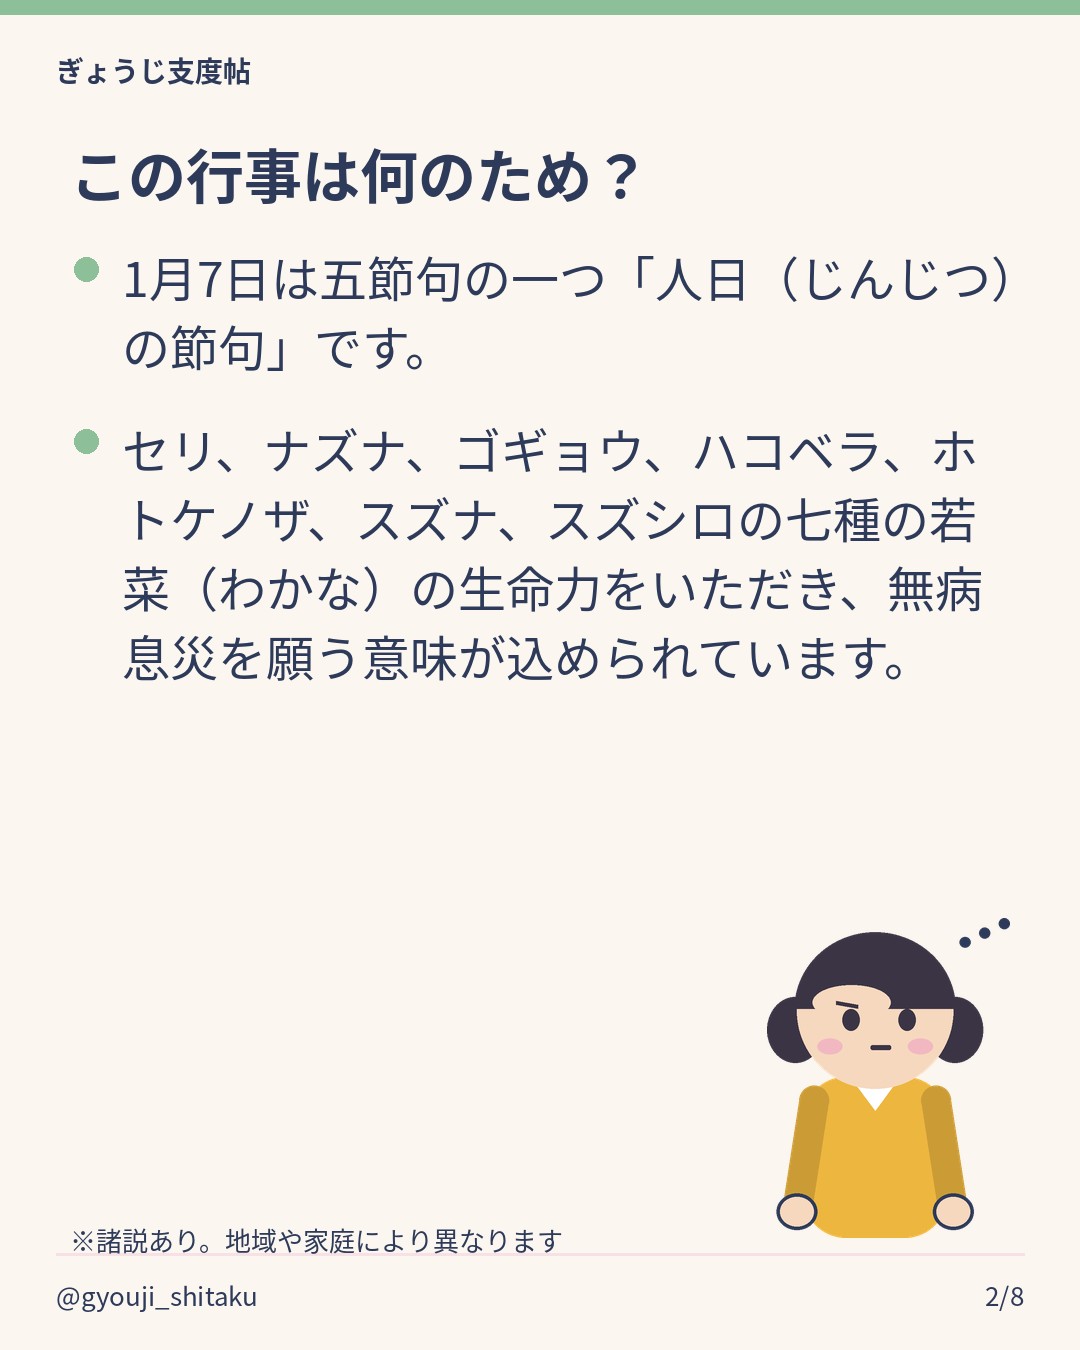 ぎょうじ支度帖
この行事は何のため？
1月7日は五節句の一つ「人日（じんじつ）
の節句」です。
セリ、ナズナ、ゴギョウ、ハコベラ、ホ
トケノザ、スズナ、スズシロの七種の若
菜（わかな）の生命力をいただき、無病
息災を願う意味が込められています。
※諸説あり。地域や家庭により異なります
@gyouji_shitaku
2/8